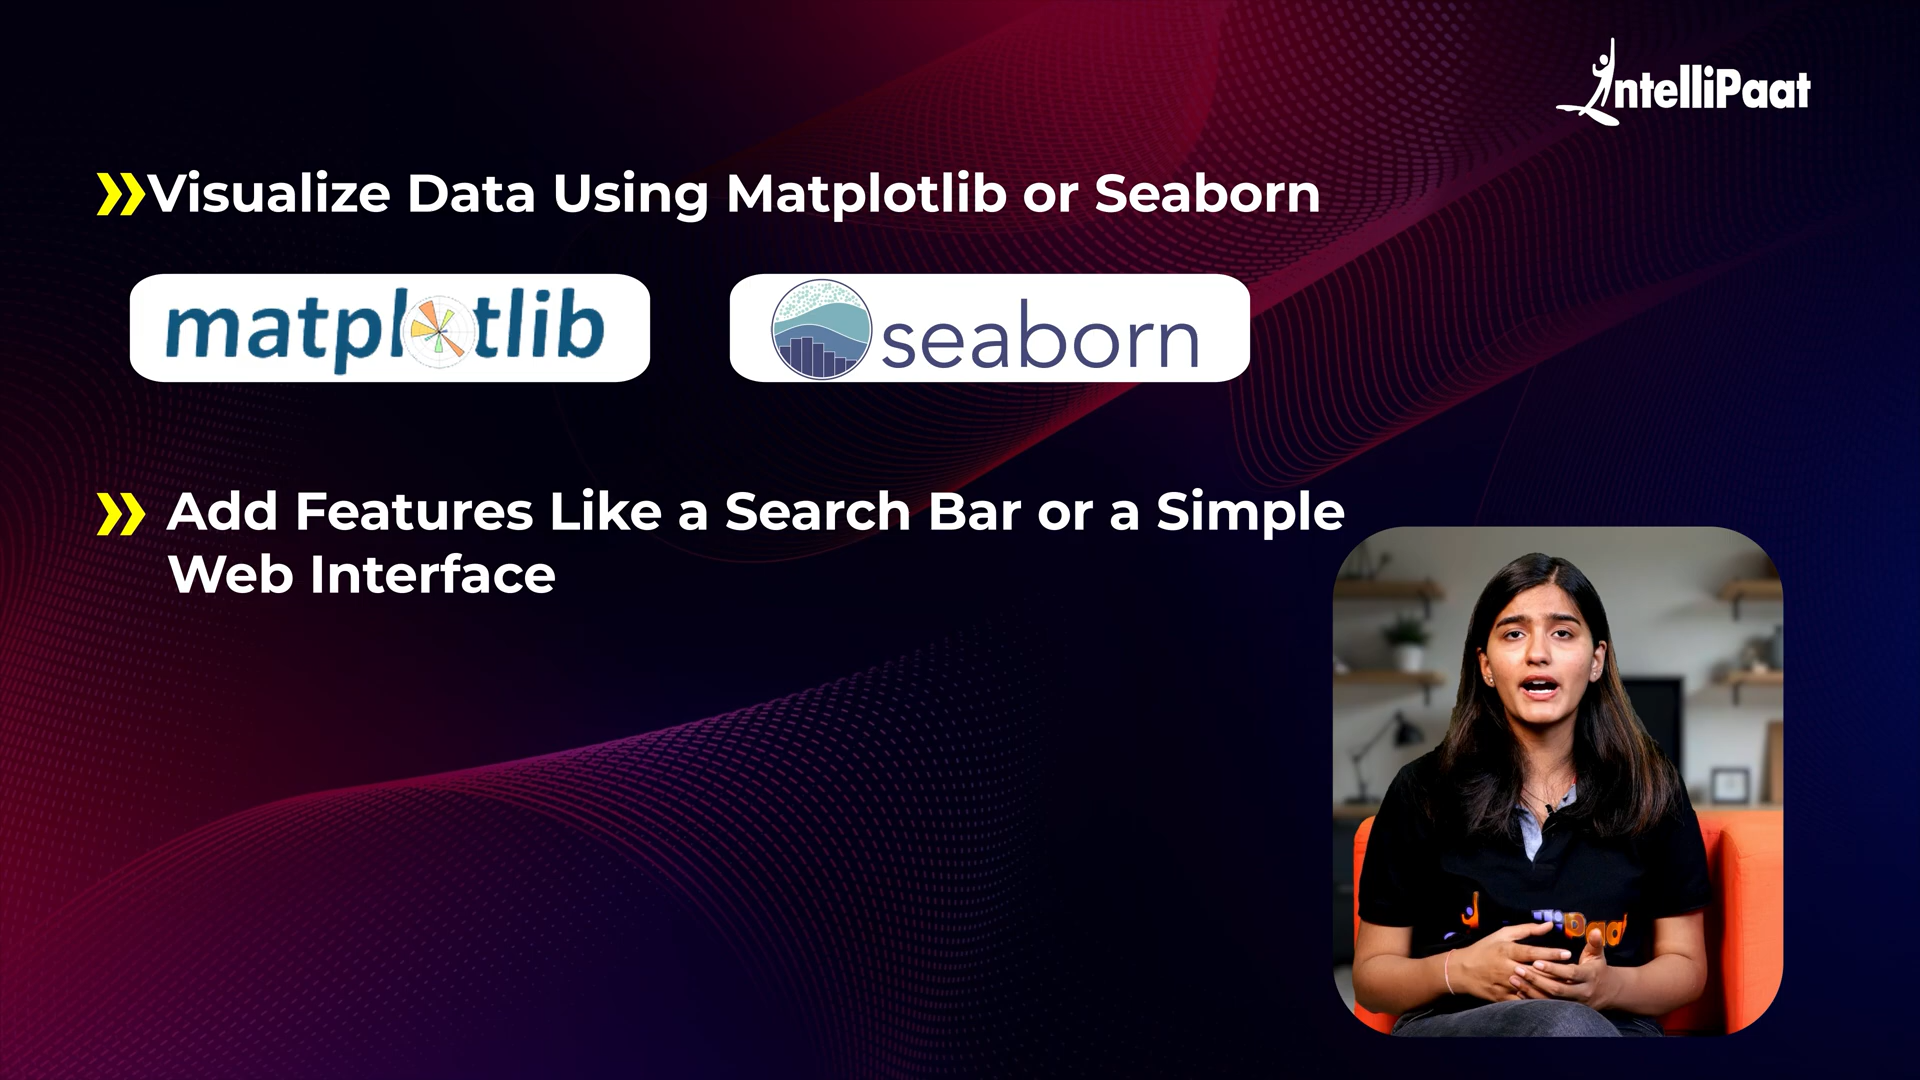 IntelliPaat
Visualize Data Using Matplotlib or Seaborn
matplotlib
seaborn
Add Features Like a Search Bar or a Simple
Web Interface